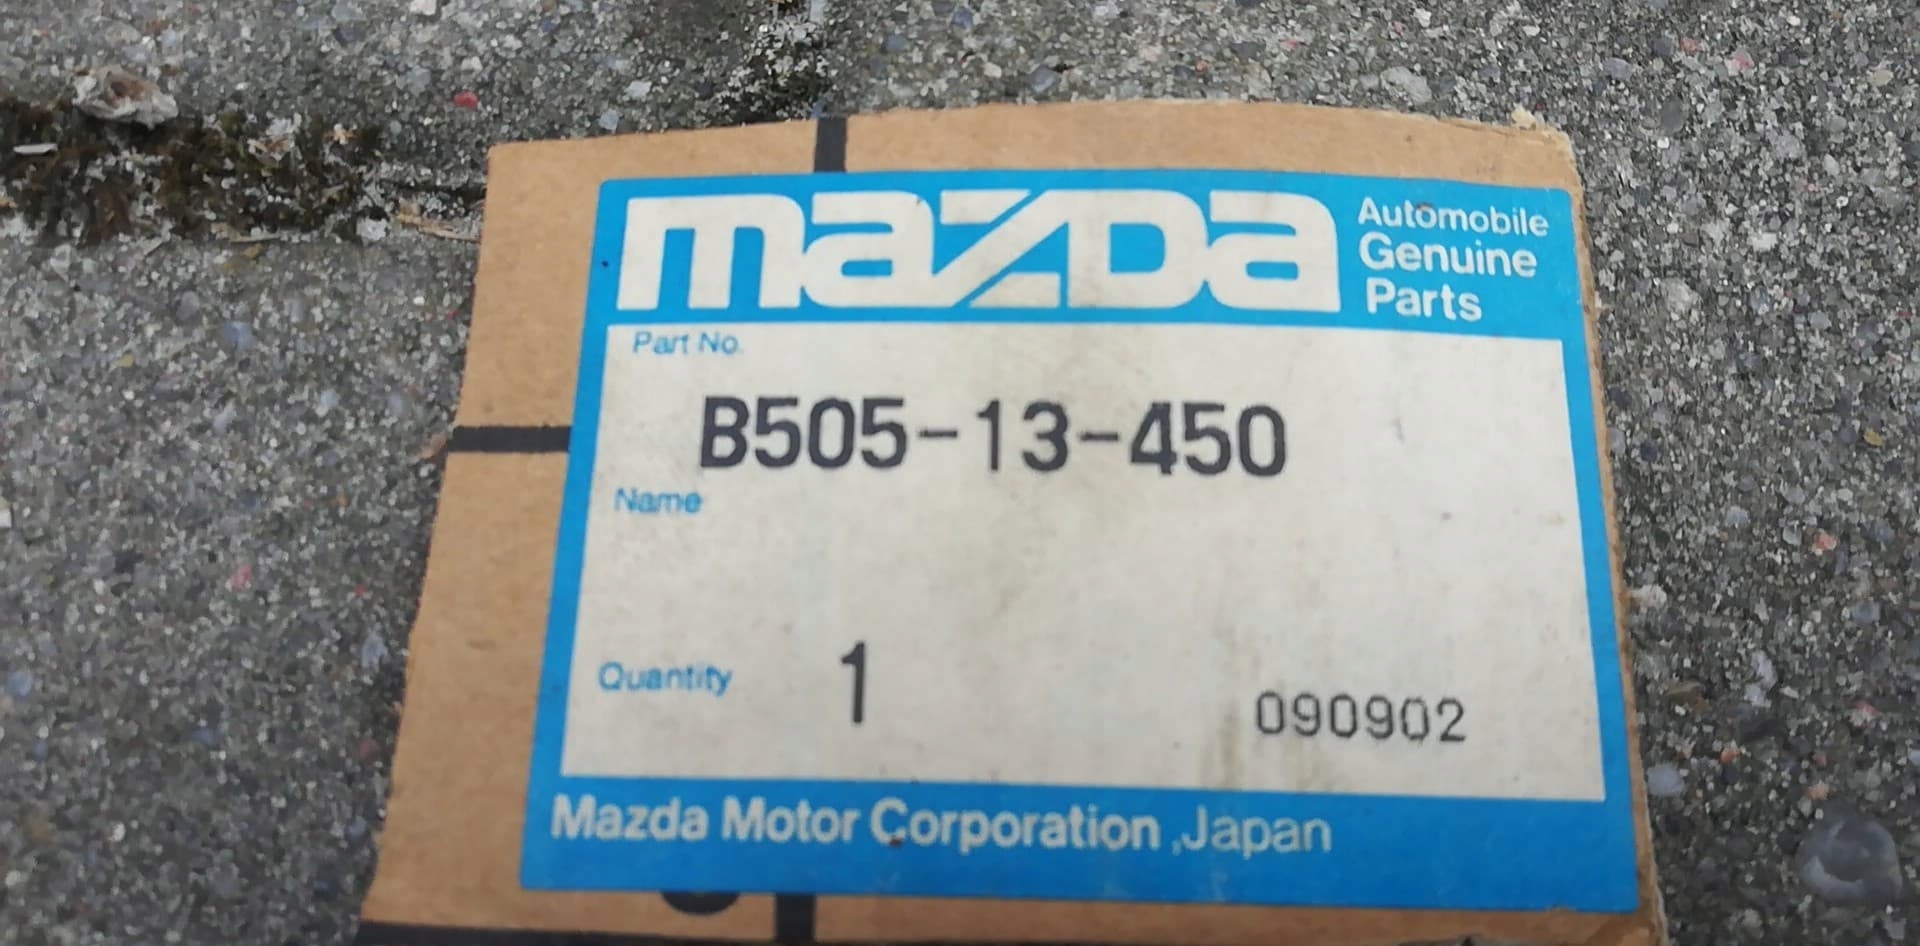 mazda
Automobile
Genuine
Parts
Part No.
B505-13-450
Name
Quantity 1
090902
Mazda Motor Corporation ,Japan